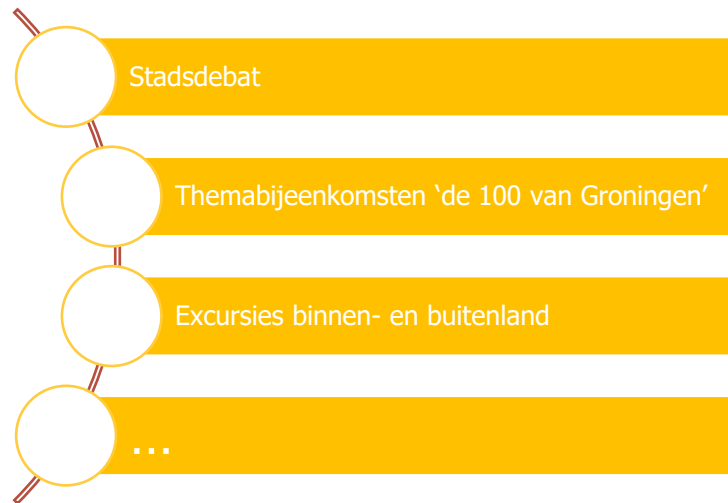 Stadsdebat
Themabijeenkomsten ‘de 100 van Groningen’
Excursies binnen- en buitenland
...